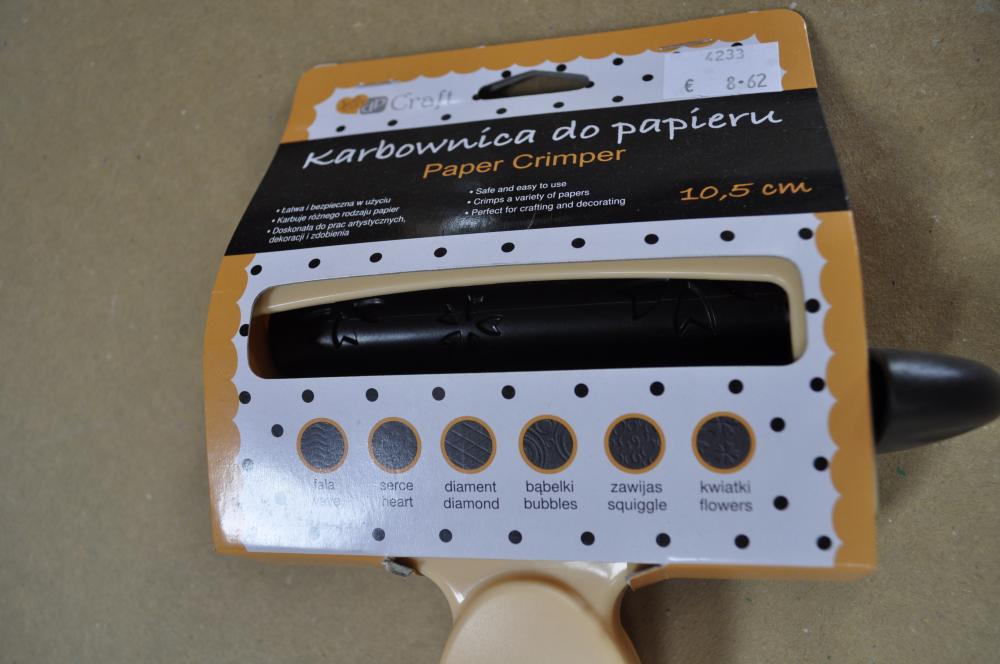 4233
€ 8.62
dp Craft
Karbownica do papieru
Paper Crimper
10,5 cm
• Łatwa i bezpieczna w użyciu
• Karbuje różnego rodzaju papier
• Doskonała do prac artystycznych,
dekoracji i zdobienia
• Safe and easy to use
• Crimps a variety of papers
• Perfect for crafting and decorating
fala
wave
serce
heart
diament
diamond
bąbelki
bubbles
zawijas
squiggle
kwiatki
flowers